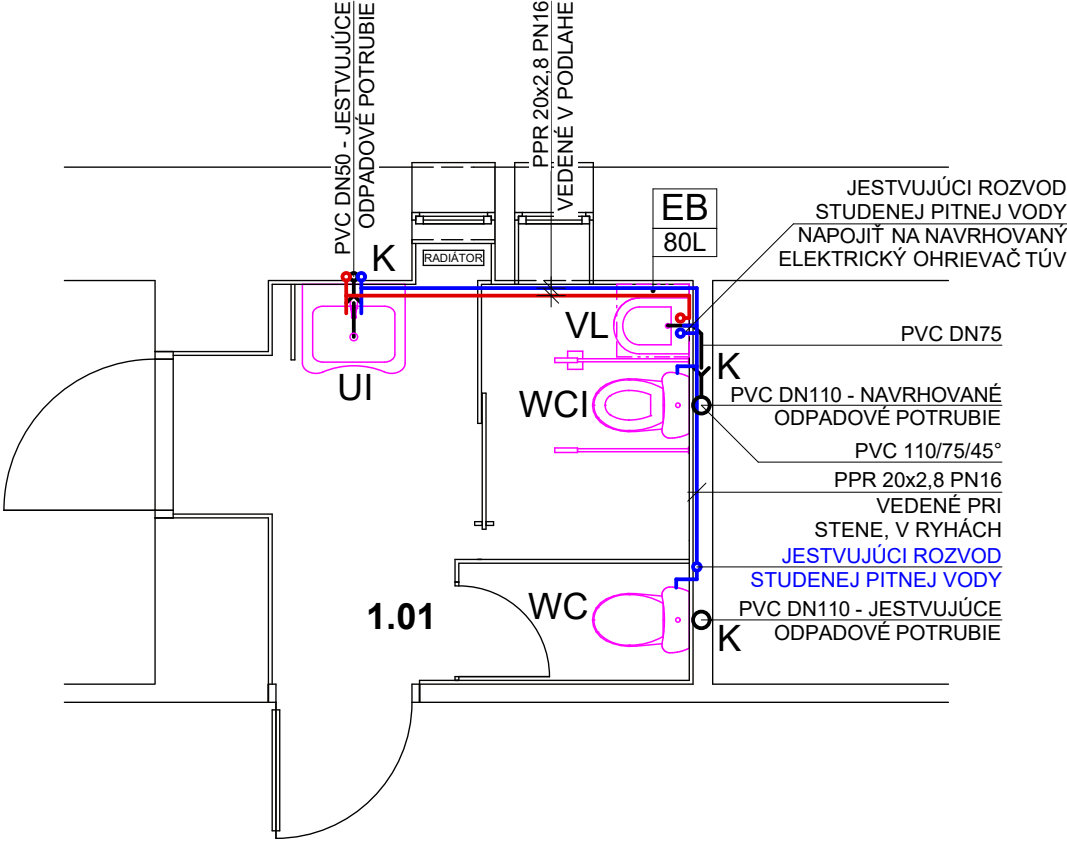 PVC DN50 - JESTVUJÚCE
ODPADOVÉ POTRUBIE
PPR 20x2,8 PN16
VEDENÉ V PODLAHE
EB
80L
JESTVUJÚCI ROZVOD
STUDENEJ PITNEJ VODY
NAPOJIŤ NA NAVRHOVANÝ
ELEKTRICKÝ OHRIEVAČ TÚV
K
RADIÁTOR
VL
UI
PVC DN75
K
WCI
PVC DN110 - NAVRHOVANÉ
ODPADOVÉ POTRUBIE
PVC 110/75/45°
PPR 20x2,8 PN16
VEDENÉ PRI
STENE, V RYHÁCH
JESTVUJÚCI ROZVOD
STUDENEJ PITNEJ VODY
WC
1.01
PVC DN110 - JESTVUJÚCE
ODPADOVÉ POTRUBIE
K